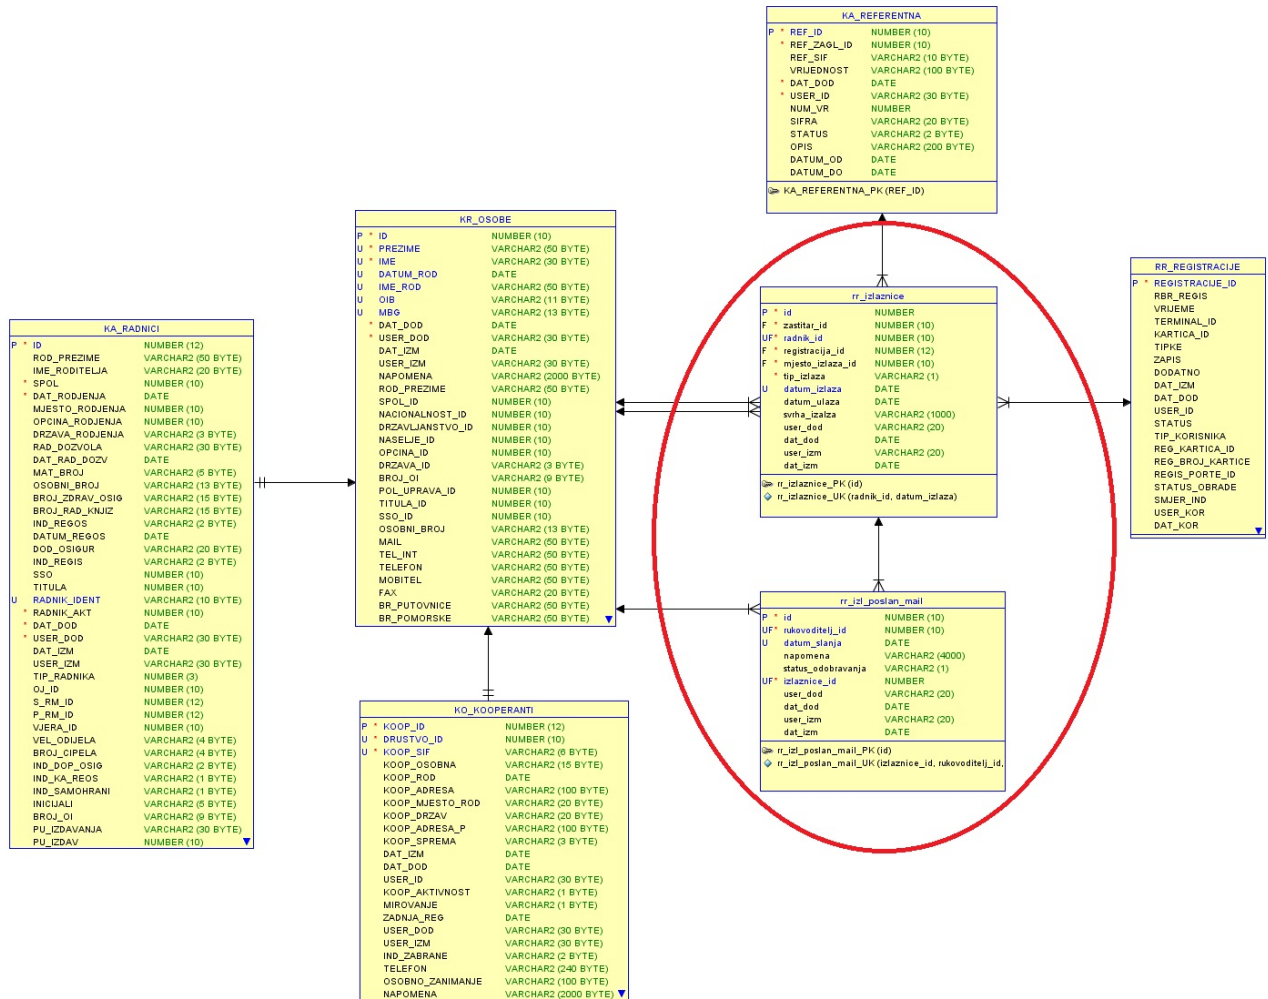 KA_REFERENTNA
P * REF_ID NUMBER (10)
* REF_ZAGL_ID NUMBER (10)
REF_SIF VARCHAR2 (10 BYTE)
VRIJEDNOST VARCHAR2 (100 BYTE)
* DAT_DOD DATE
* USER_ID VARCHAR2 (30 BYTE)
NUM_VR NUMBER
SIFRA VARCHAR2 (20 BYTE)
STATUS VARCHAR2 (2 BYTE)
OPIS VARCHAR2 (200 BYTE)
DATUM_OD DATE
DATUM_DO DATE
KA_REFERENTNA_PK (REF_ID)
KR_OSOBE
P * ID NUMBER (10)
U * PREZIME VARCHAR2 (50 BYTE)
U * IME VARCHAR2 (30 BYTE)
U DATUM_ROD DATE
U IME_ROD VARCHAR2 (50 BYTE)
U OIB VARCHAR2 (11 BYTE)
U MBG VARCHAR2 (13 BYTE)
* DAT_DOD DATE
* USER_DOD VARCHAR2 (30 BYTE)
DAT_IZM DATE
USER_IZM VARCHAR2 (30 BYTE)
NAPOMENA VARCHAR2 (2000 BYTE)
ROD_PREZIME VARCHAR2 (50 BYTE)
SPOL_ID NUMBER (10)
NACIONALNOST_ID NUMBER (10)
DRZAVLJANSTVO_ID NUMBER (10)
NASELJE_ID NUMBER (10)
OPCINA_ID NUMBER (10)
DRZAVA_ID VARCHAR2 (3 BYTE)
BROJ_OI VARCHAR2 (9 BYTE)
POL_UPRAVA_ID NUMBER (10)
TITULA_ID NUMBER (10)
SSO_ID NUMBER (10)
OSOBNI_BROJ VARCHAR2 (13 BYTE)
MAIL VARCHAR2 (50 BYTE)
TEL_INT VARCHAR2 (50 BYTE)
TELEFON VARCHAR2 (50 BYTE)
MOBITEL VARCHAR2 (50 BYTE)
FAX VARCHAR2 (20 BYTE)
BR_PUTOVNICE VARCHAR2 (50 BYTE)
BR_POMORSKE VARCHAR2 (50 BYTE)
RR_REGISTRACIJE
P * REGISTRACIJE_ID
RBR_REGIS
VRIJEME
TERMINAL_ID
KARTICA_ID
TIPKE
ZAPIS
DODATNO
DAT_IZM
DAT_DOD
USER_ID
STATUS
TIP_KORISNIKA
REG_KARTICA_ID
REG_BROJ_KARTICE
REGIS_PORTE_ID
STATUS_OBRADE
SMJER_IND
USER_KOR
DAT_KOR
rr_izlaznice
P * id NUMBER
F * zastitar_id NUMBER (10)
UF* radnik_id NUMBER (10)
F * registracija_id NUMBER (12)
F * mjesto_izlaza_id NUMBER (10)
* tip_izlaza VARCHAR2 (1)
U datum_izlaza DATE
datum_ulaza DATE
svrha_izalza VARCHAR2 (1000)
user_dod VARCHAR2 (20)
dat_dod DATE
user_izm VARCHAR2 (20)
dat_izm DATE
rr_izlaznice_PK (id)
rr_izlaznice_UK (radnik_id, datum_izlaza)
KA_RADNICI
P * ID NUMBER (12)
ROD_PREZIME VARCHAR2 (50 BYTE)
IME_RODITELJA VARCHAR2 (20 BYTE)
* SPOL NUMBER (10)
* DAT_RODJENJA DATE
MJESTO_RODJENJA NUMBER (10)
OPCINA_RODJENJA NUMBER (10)
DRZAVA_RODJENJA VARCHAR2 (3 BYTE)
RAD_DOZVOLA VARCHAR2 (30 BYTE)
DAT_RAD_DOZV DATE
MAT_BROJ VARCHAR2 (5 BYTE)
OSOBNI_BROJ VARCHAR2 (13 BYTE)
BROJ_ZDRAV_OSIG VARCHAR2 (15 BYTE)
BROJ_RAD_KNJIZ VARCHAR2 (15 BYTE)
IND_REGOS VARCHAR2 (2 BYTE)
DATUM_REGOS DATE
DOD_OSIGUR VARCHAR2 (20 BYTE)
IND_REGIS VARCHAR2 (2 BYTE)
SSO NUMBER (10)
TITULA NUMBER (10)
U RADNIK_IDENT VARCHAR2 (10 BYTE)
* RADNIK_AKT NUMBER (10)
* DAT_DOD DATE
* USER_DOD VARCHAR2 (30 BYTE)
DAT_IZM DATE
USER_IZM VARCHAR2 (30 BYTE)
TIP_RADNIKA NUMBER (3)
OJ_ID NUMBER (10)
S_RM_ID NUMBER (12)
P_RM_ID NUMBER (12)
VJERA_ID NUMBER (10)
VEL_ODIJELA VARCHAR2 (4 BYTE)
BROJ_CIPELA VARCHAR2 (4 BYTE)
IND_DOP_OSIG VARCHAR2 (2 BYTE)
IND_KA_REOS VARCHAR2 (1 BYTE)
IND_SAMOHRANI VARCHAR2 (1 BYTE)
INICIJALI VARCHAR2 (5 BYTE)
BROJ_OI VARCHAR2 (9 BYTE)
PU_IZDAVANJA VARCHAR2 (30 BYTE)
PU_IZDAV NUMBER (10)
rr_izl_poslan_mail
P * id NUMBER (10)
UF* rukovoditelj_id NUMBER (10)
U datum_slanja DATE
napomena VARCHAR2 (4000)
status_odobravanja VARCHAR2 (1)
UF* izlaznice_id NUMBER
user_dod VARCHAR2 (20)
dat_dod DATE
user_izm VARCHAR2 (20)
dat_izm DATE
rr_izl_poslan_mail_PK (id)
rr_izl_poslan_mail_UK (izlaznice_id, rukovoditelj_id,
KO_KOOPERANTI
P * KOOP_ID NUMBER (12)
U * DRUSTVO_ID NUMBER (10)
U * KOOP_SIF VARCHAR2 (6 BYTE)
KOOP_OSOBNA VARCHAR2 (15 BYTE)
KOOP_ROD DATE
KOOP_ADRESA VARCHAR2 (100 BYTE)
KOOP_MJESTO_ROD VARCHAR2 (20 BYTE)
KOOP_DRZAV VARCHAR2 (20 BYTE)
KOOP_ADRESA_P VARCHAR2 (100 BYTE)
KOOP_SPREMA VARCHAR2 (3 BYTE)
DAT_IZM DATE
DAT_DOD DATE
USER_ID VARCHAR2 (30 BYTE)
KOOP_AKTIVNOST VARCHAR2 (1 BYTE)
MIROVANJE VARCHAR2 (1 BYTE)
ZADNJA_REG DATE
USER_DOD VARCHAR2 (30 BYTE)
USER_IZM VARCHAR2 (30 BYTE)
IND_ZABRANE VARCHAR2 (2 BYTE)
TELEFON VARCHAR2 (240 BYTE)
OSOBNO_ZANIMANJE VARCHAR2 (100 BYTE)
NAPOMENA VARCHAR2 (2000 BYTE)